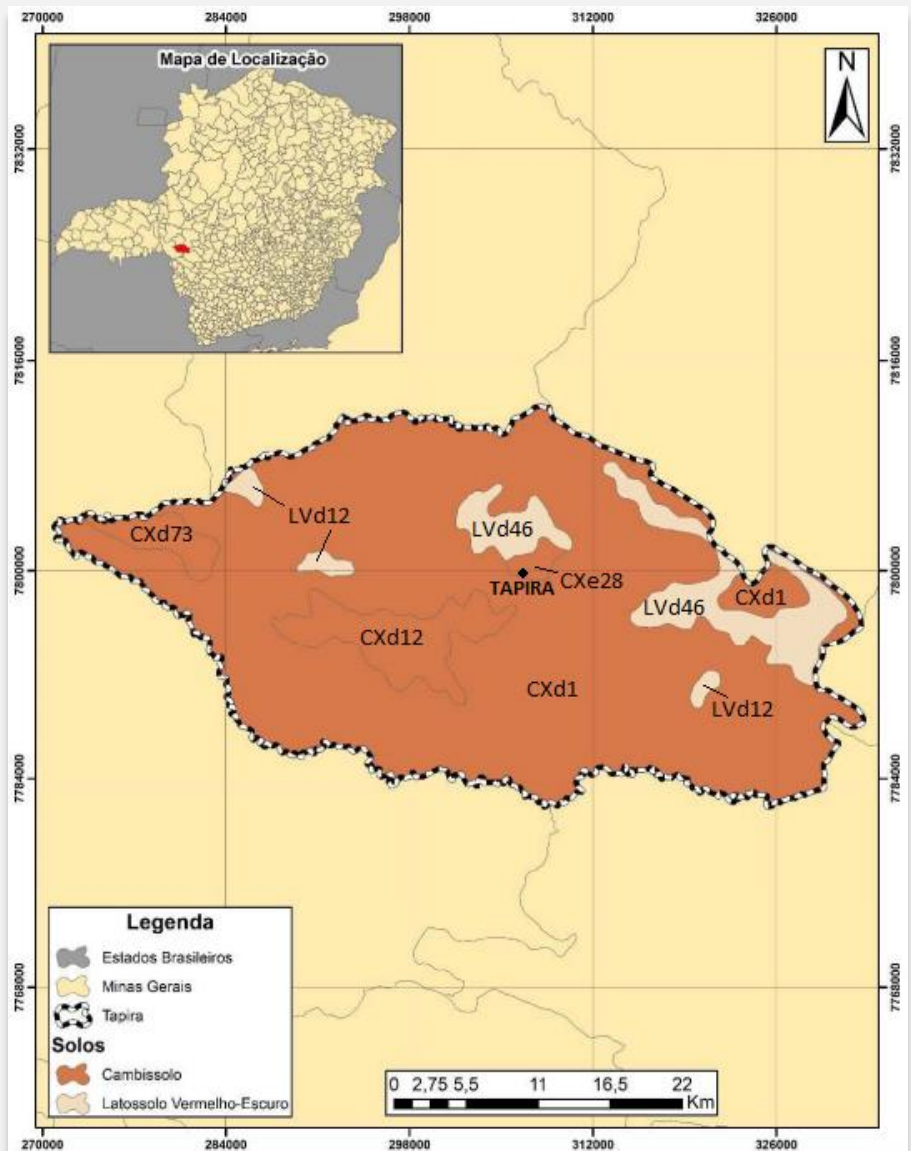 270000 284000 298000 312000 326000
Mapa de Localização
N
7832000 7832000
7816000 7816000
LVd12
CXd73
LVd46
7800000 7800000
TAPIRA
CXe28
CXd1
LVd46
CXd12
CXd1
LVd12
7784000 7784000
Legenda
Estados Brasileiros
Minas Gerais
Tapira
Solos
Cambissolo
Latossolo Vermelho-Escuro
7768000 7768000
0 2,75 5,5 11 16,5 22
Km
270000 284000 298000 312000 326000